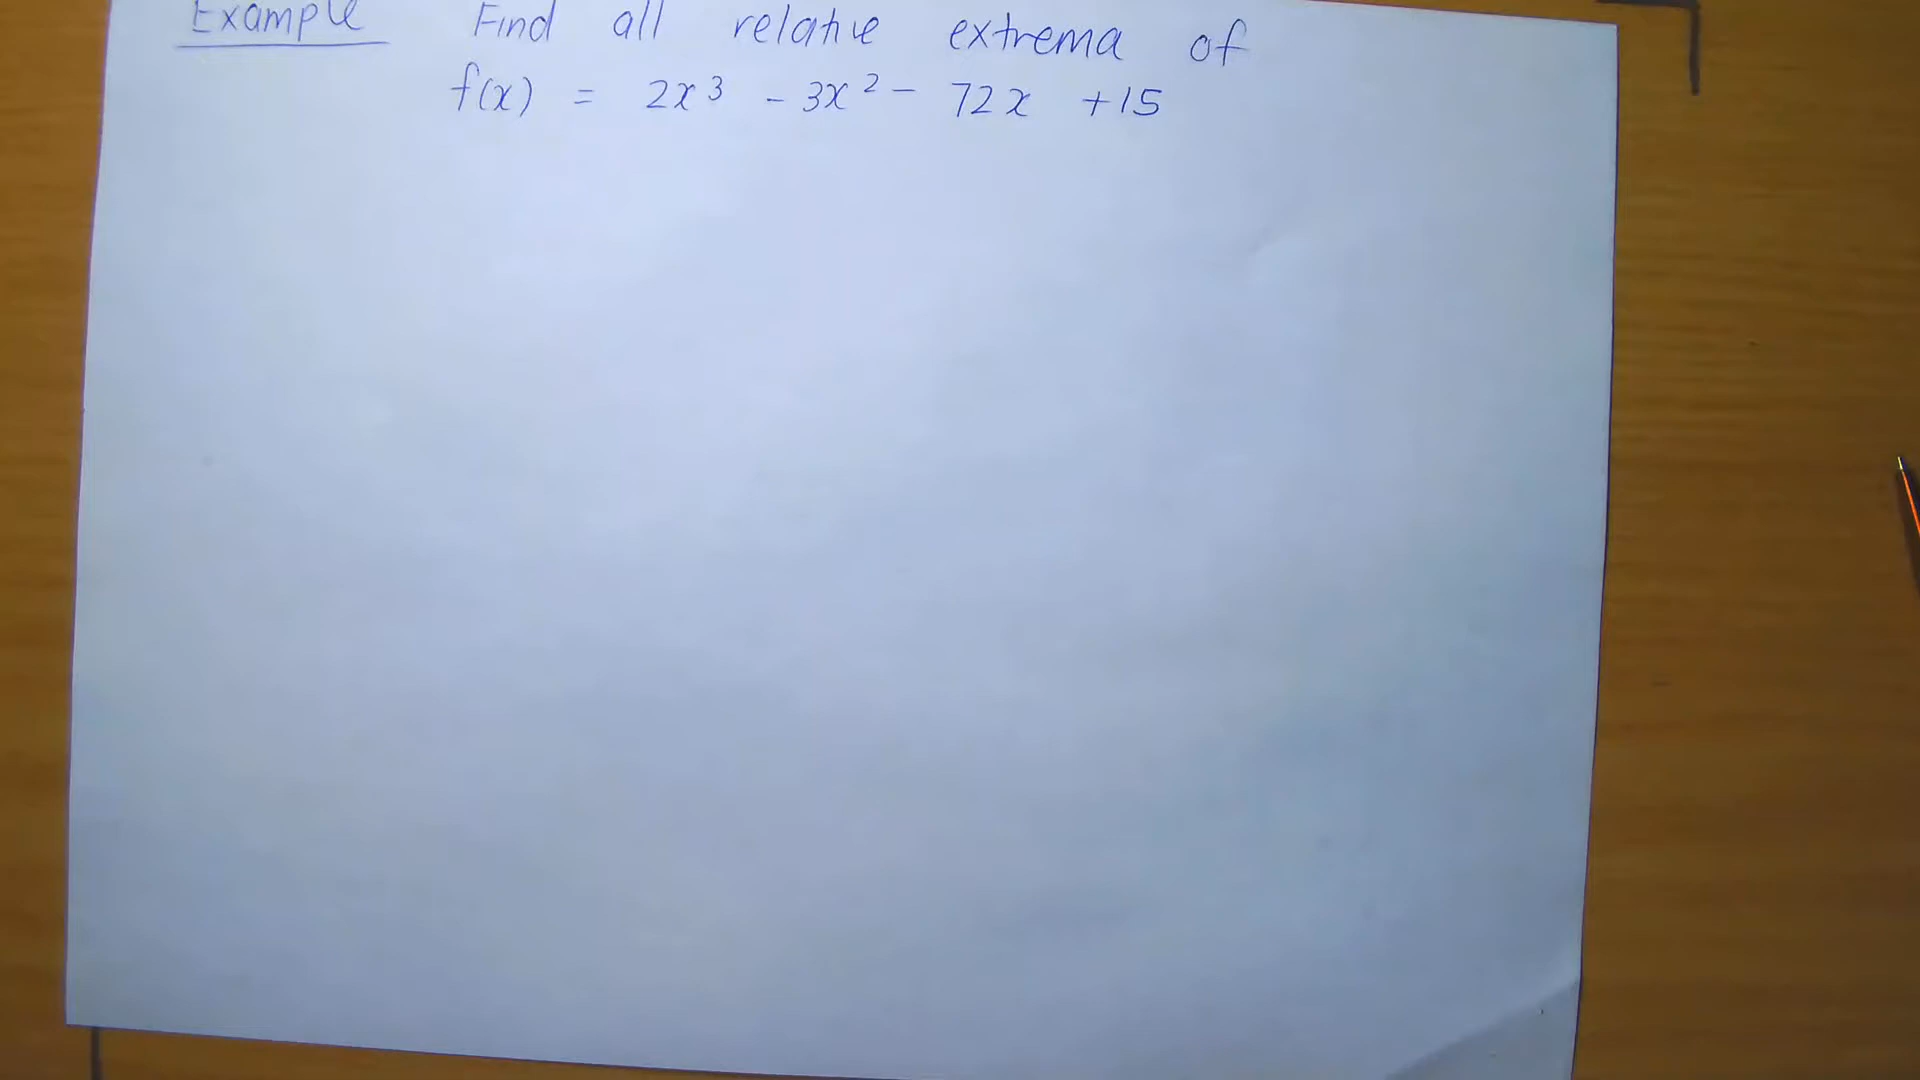 Example Find all relative extrema of
f(x) = 2x³ - 3x² - 72x +15